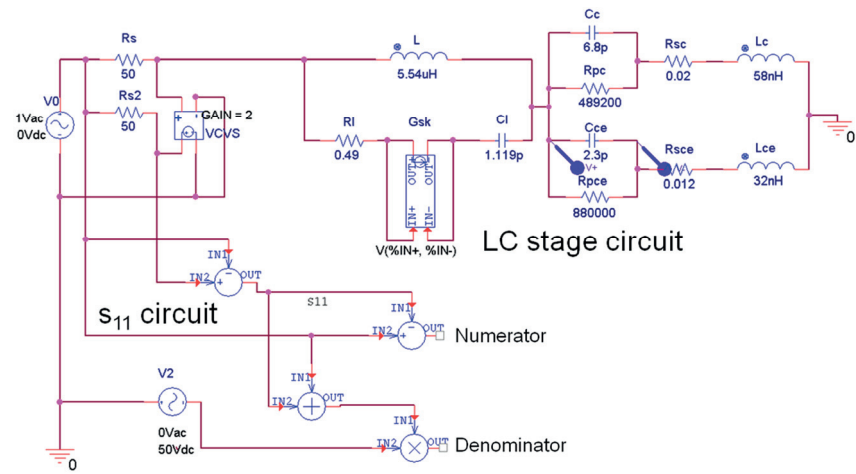 Rs
50
Rs2
50
V0
1Vac
0Vdc
GAIN = 2
VCVS
L
5.54uH
Rl
0.49
Gsk
OUT+
OUT-
IN+
IN-
V(%IN+, %IN-)
Cl
1.119p
Cc
6.8p
Rpc
489200
Rsc
0.02
Lc
58nH
0
Cce
2.3p
V+
Rpce
880000
Rsce
0.012
Lce
32nH
LC stage circuit
s11 circuit
IN1
IN2
OUT
s11
IN1
IN2
OUT
Numerator
IN1
IN2
OUT
V2
0Vac
50Vdc
IN1
IN2
OUT
Denominator
0